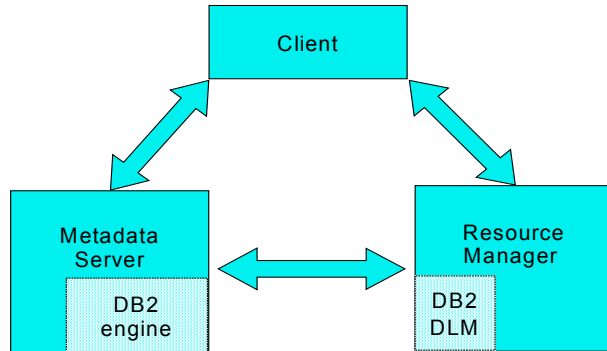 Client
Metadata
Server
DB2
engine
Resource
Manager
DB2
DLM